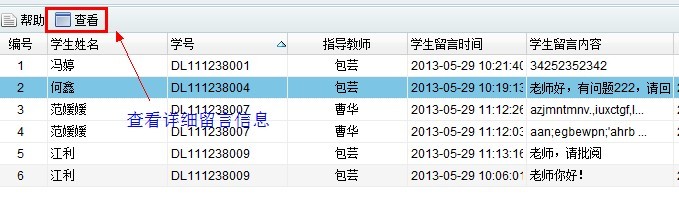 帮助 查看
编号 学生姓名 学号 指导教师 学生留言时间 学生留言内容
1 冯婷 DL111238001 包芸 2013-05-29 10:21:40 34252352342
2 何鑫 DL111238004 包芸 2013-05-29 10:19:13 老师好，有问题222，请回
3 范媛媛 DL111238007 曹华 2013-05-29 11:12:26 azjmntmnv.,iuxctgf,l...
4 范媛媛 DL111238007 曹华 2013-05-29 11:12:03 aan;egbewpn;'ahrb ...
查看详细留言信息
5 江利 DL111238009 包芸 2013-05-29 11:13:16 老师，请批阅
6 江利 DL111238009 包芸 2013-05-29 10:06:01 老师你好！